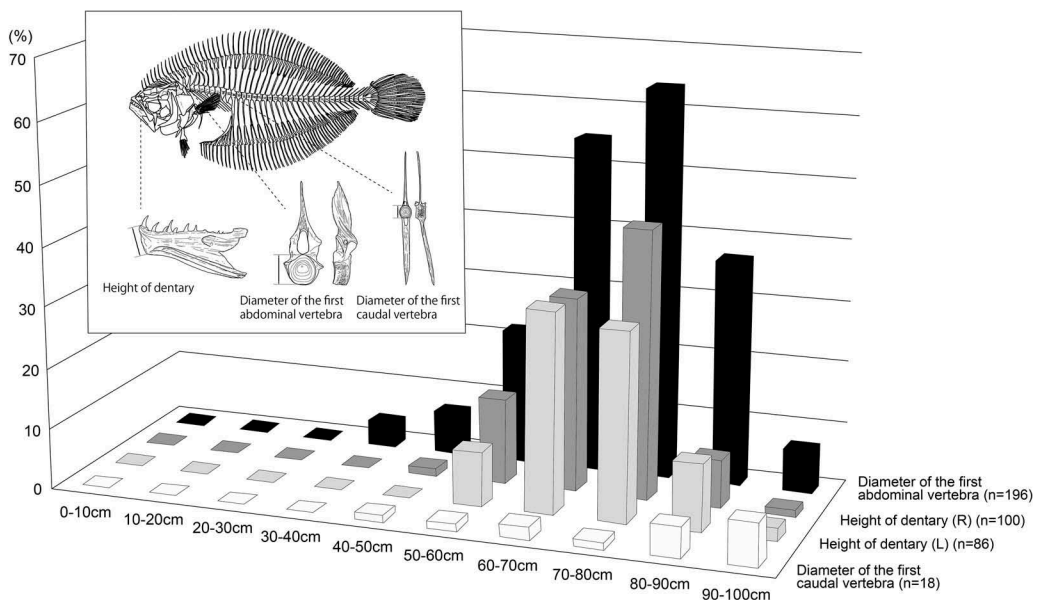 (%)
70
60
50
40
30
20
10
0
Height of dentary
Diameter of the first
abdominal vertebra
Diameter of the first
caudal vertebra
0-10cm
10-20cm
20-30cm
30-40cm
40-50cm
50-60cm
60-70cm
70-80cm
80-90cm
90-100cm
Diameter of the first
abdominal vertebra (n=196)
Height of dentary (R) (n=100)
Height of dentary (L) (n=86)
Diameter of the first
caudal vertebra (n=18)